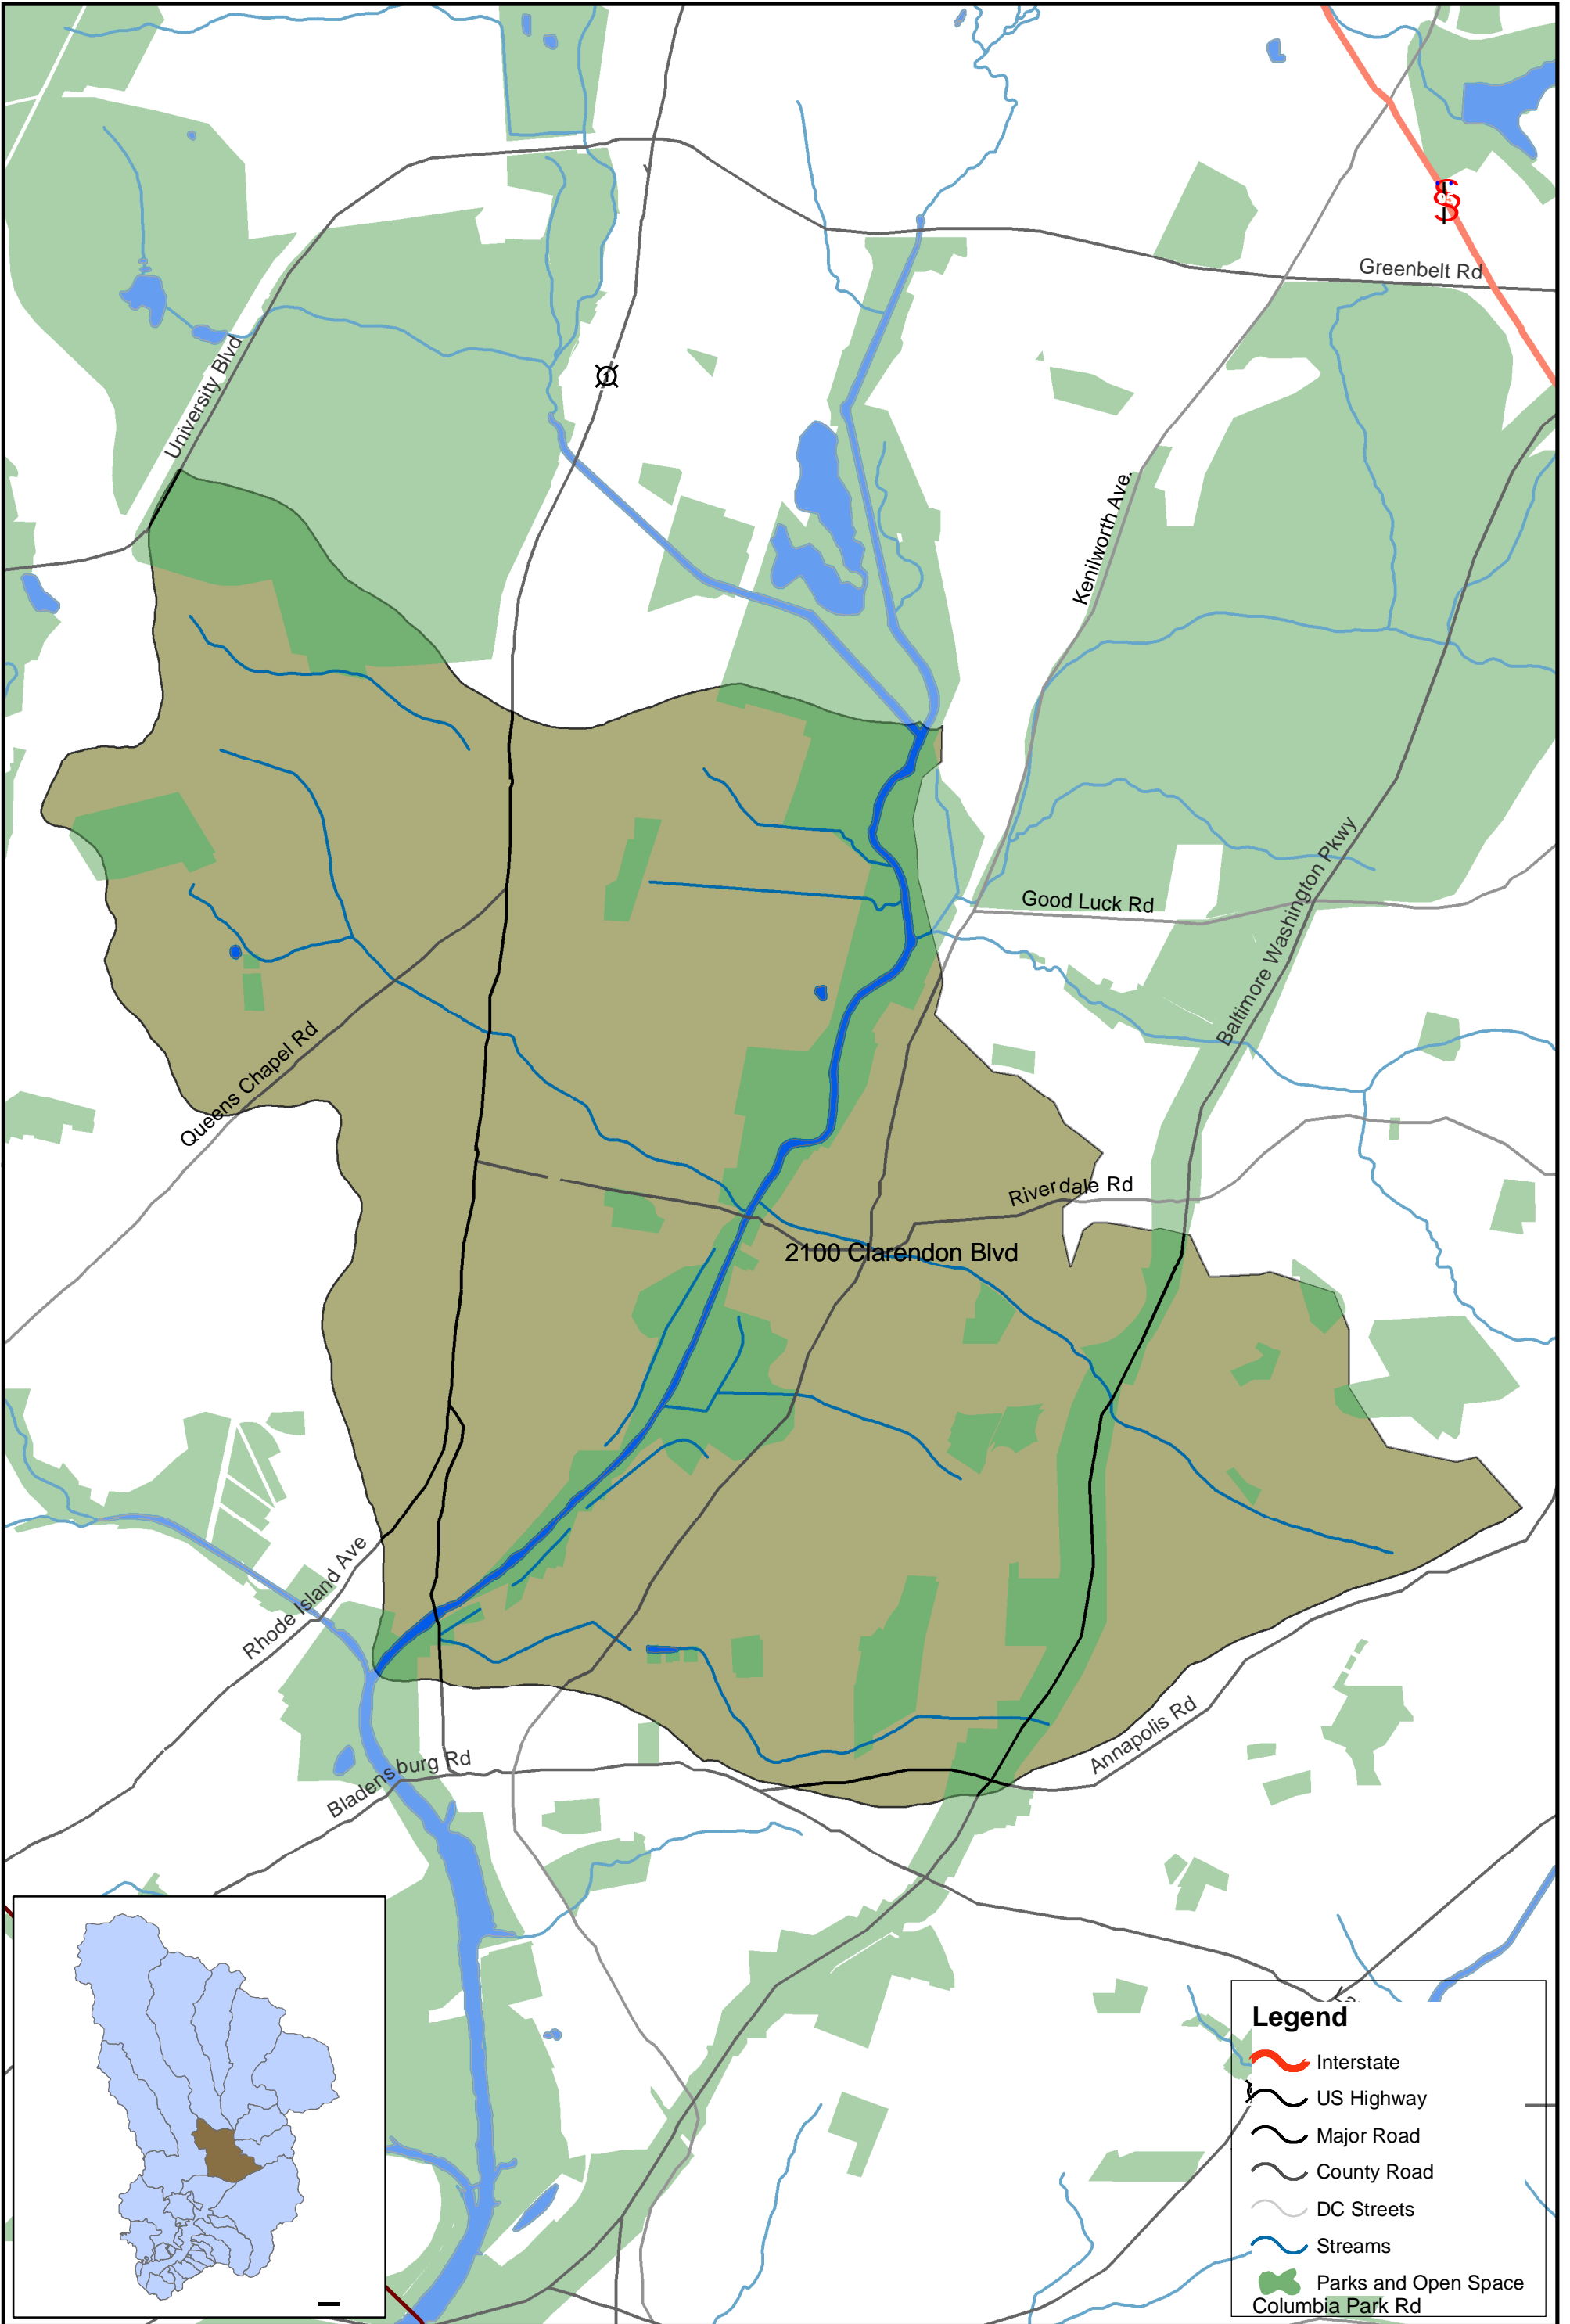 Greenbelt Rd
University Blvd
Kenilworth Ave.
Good Luck Rd
Baltimore Washington Pkwy
Queens Chapel Rd
Riverdale Rd
2100 Clarendon Blvd
Rhode Island Ave
Annapolis Rd
Bladensburg Rd
Legend
Interstate
US Highway
Major Road
County Road
DC Streets
Streams
Parks and Open Space
Columbia Park Rd